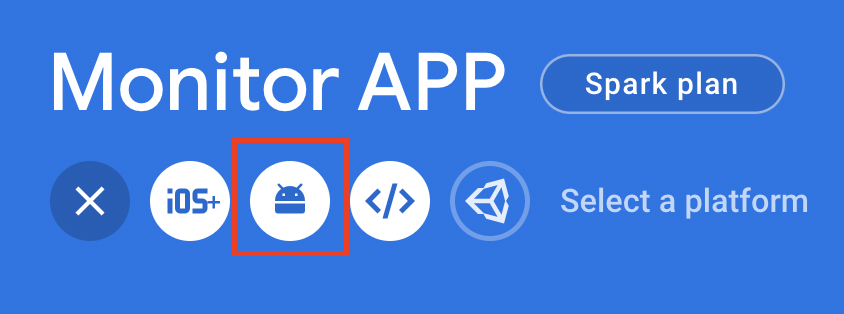 Monitor APP
Spark plan
iOS+
Select a platform